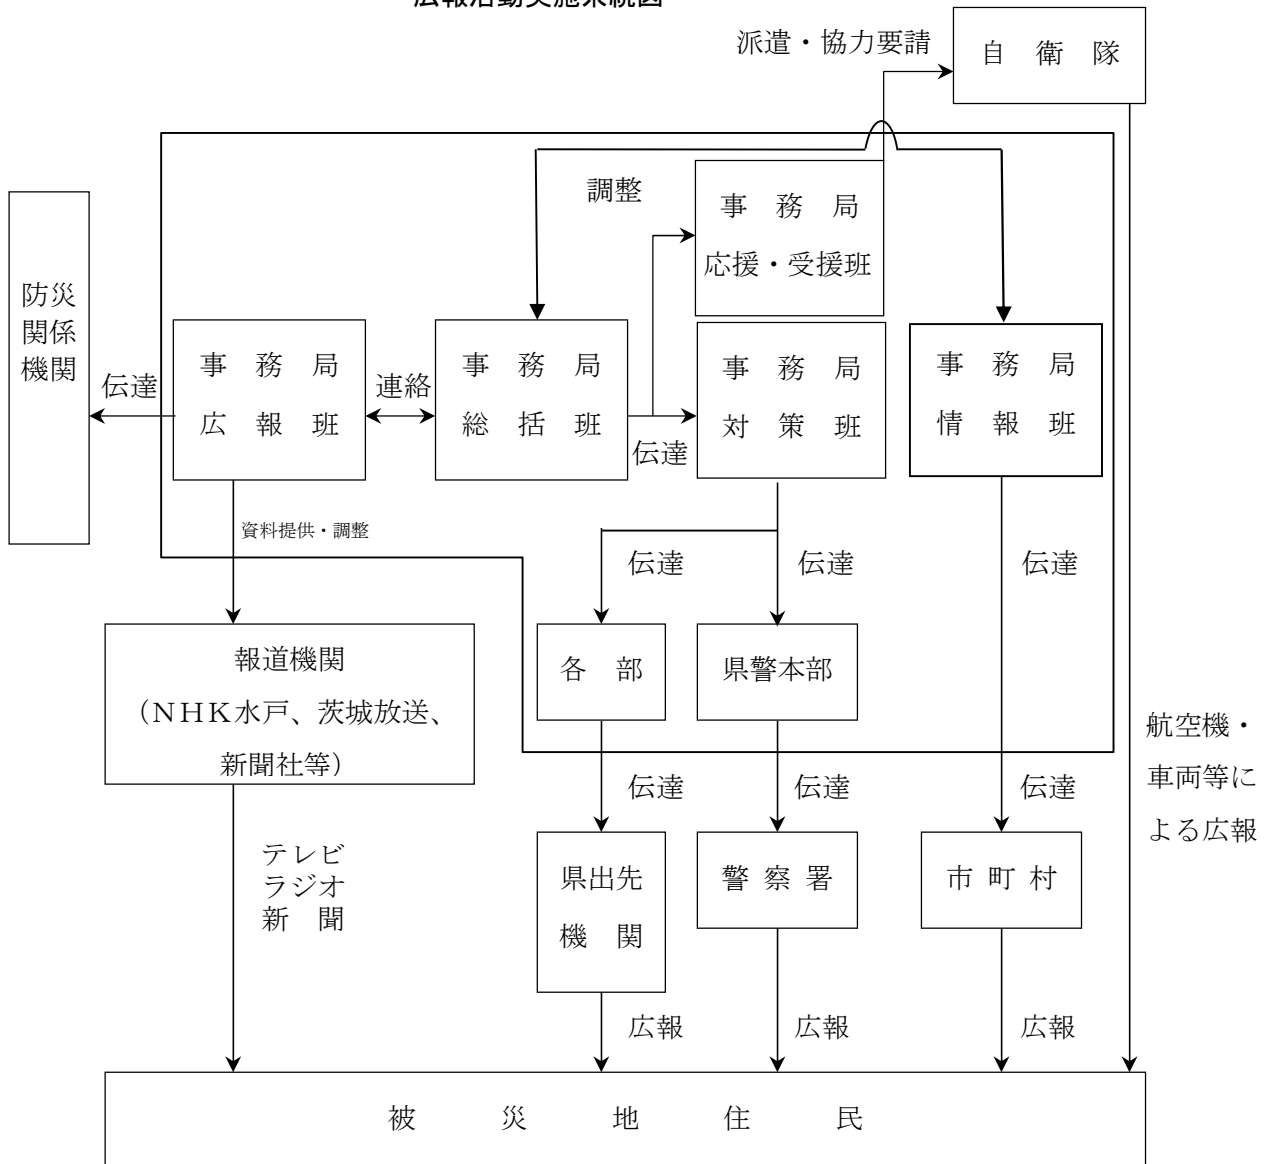 広報活動実施系統図
派遣・協力要請
自　衛　隊
調整
事　務　局
応援・受援班
防災
関係
機関
伝達
事　務　局
広　報　班
連絡
事　務　局
総　括　班
伝達
事　務　局
対　策　班
事　務　局
情　報　班
資料提供・調整
伝達
伝達
伝達
報道機関
（ＮＨＫ水戸、茨城放送、
新聞社等）
各　部
県警本部
航空機・
車両等に
よる広報
伝達
伝達
伝達
テレビ
ラジオ
新　聞
県出先
機　関
警 察 署
市 町 村
広報
広報
広報
被　災　地　住　民